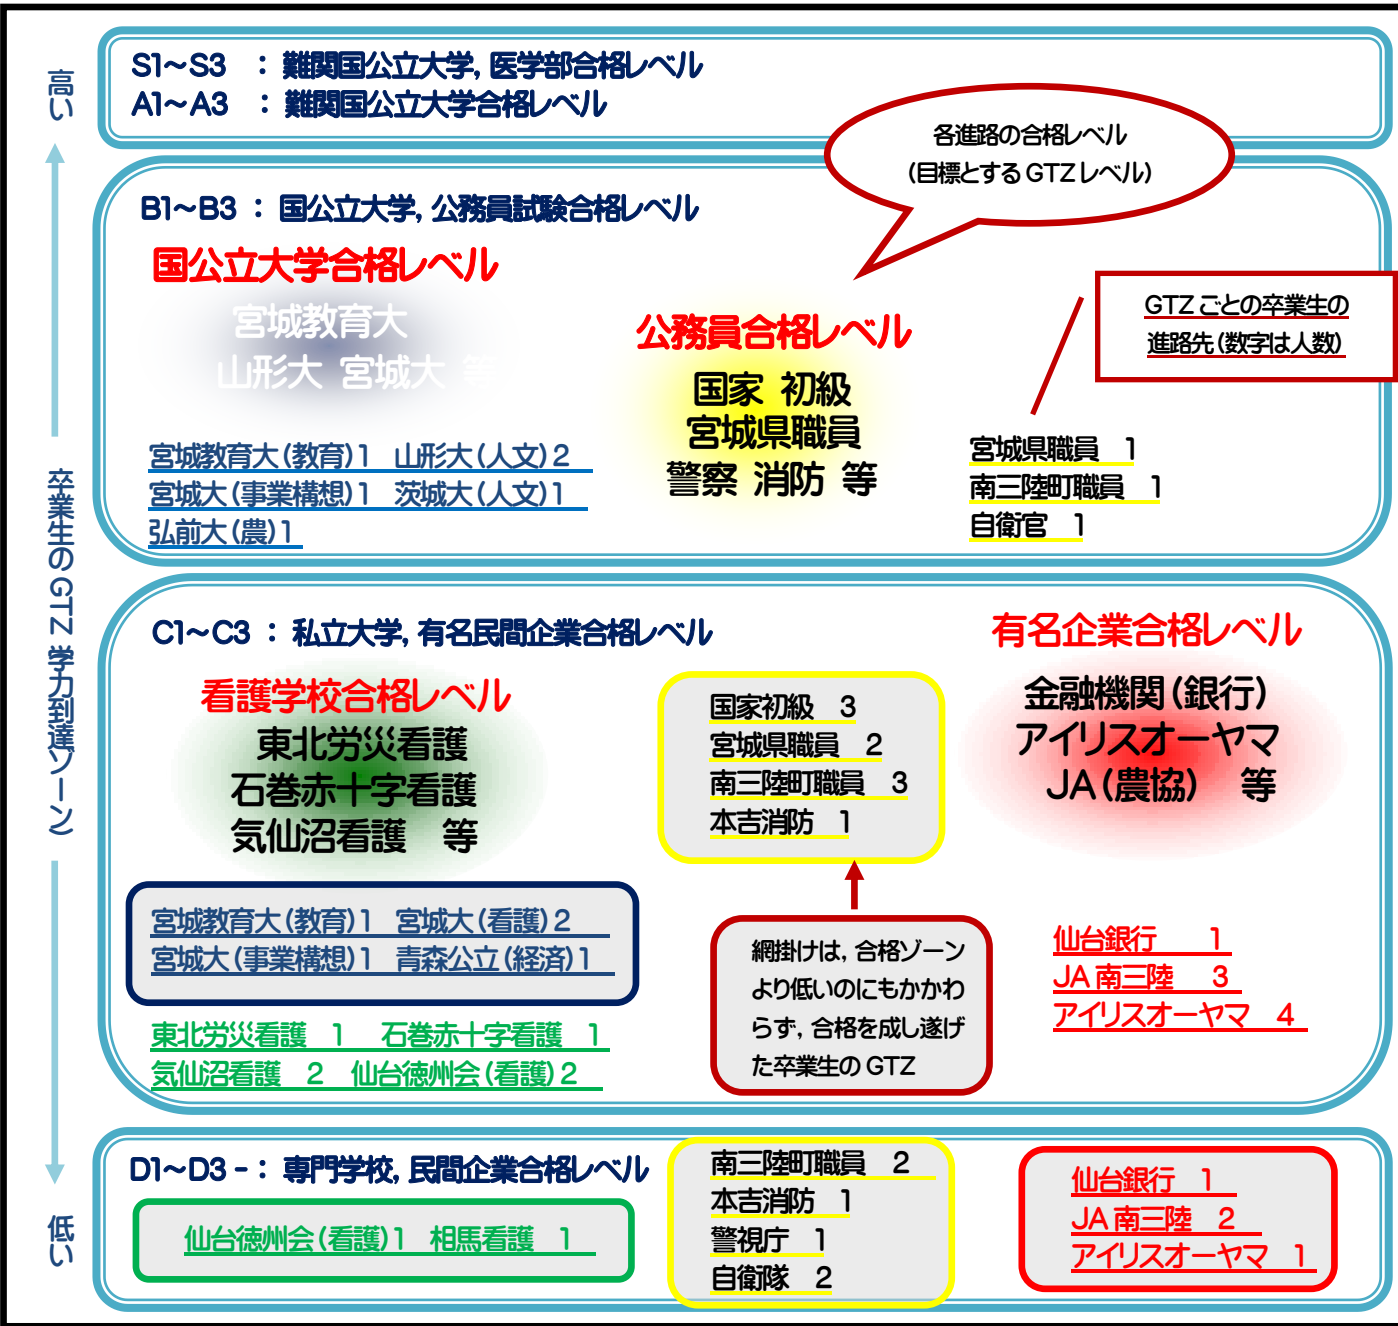 高い
卒業生のGTZ(学力到達ゾーン)
低い
S1～S3 ：難関国公立大学, 医学部合格レベル
A1～A3 ：難関国公立大学合格レベル
各進路の合格レベル
(目標とするGTZレベル)
B1～B3 ： 国公立大学, 公務員試験合格レベル
国公立大学合格レベル
宮城教育大
山形大 宮城大 等
公務員合格レベル
国家 初級
宮城県職員
警察 消防 等
GTZごとの卒業生の
進路先(数字は人数)
宮城教育大(教育)1 山形大(人文)2
宮城大(事業構想)1 茨城大(人文)1
弘前大(農)1
宮城県職員 1
南三陸町職員 1
自衛官 1
C1～C3 ： 私立大学, 有名民間企業合格レベル
看護学校合格レベル
東北労災看護
石巻赤十字看護
気仙沼看護 等
国家初級 3
宮城県職員 2
南三陸町職員 3
本吉消防 1
有名企業合格レベル
金融機関(銀行)
アイリスオーヤマ
JA(農協) 等
宮城教育大(教育)1 宮城大(看護)2
宮城大(事業構想)1 青森公立(経済)1
東北労災看護 1 石巻赤十字看護 1
気仙沼看護 2 仙台徳州会(看護)2
網掛けは, 合格ゾーン
より低いのにもかかわ
らず, 合格を成し遂げ
た卒業生のGTZ
仙台銀行 1
JA南三陸 3
アイリスオーヤマ 4
D1～D3－： 専門学校, 民間企業合格レベル
仙台徳州会(看護)1 相馬看護 1
南三陸町職員 2
本吉消防 1
警視庁 1
自衛隊 2
仙台銀行 1
JA南三陸 2
アイリスオーヤマ 1